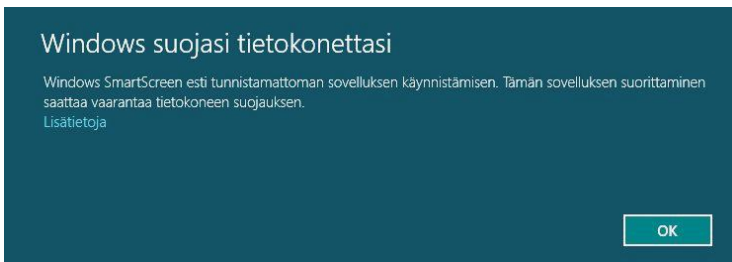 Windows suojasi tietokonettasi
Windows SmartScreen esti tunnistamattoman sovelluksen käynnistämisen. Tämän sovelluksen suorittaminen
saattaa vaarantaa tietokoneen suojauksen.
Lisätietoja
OK